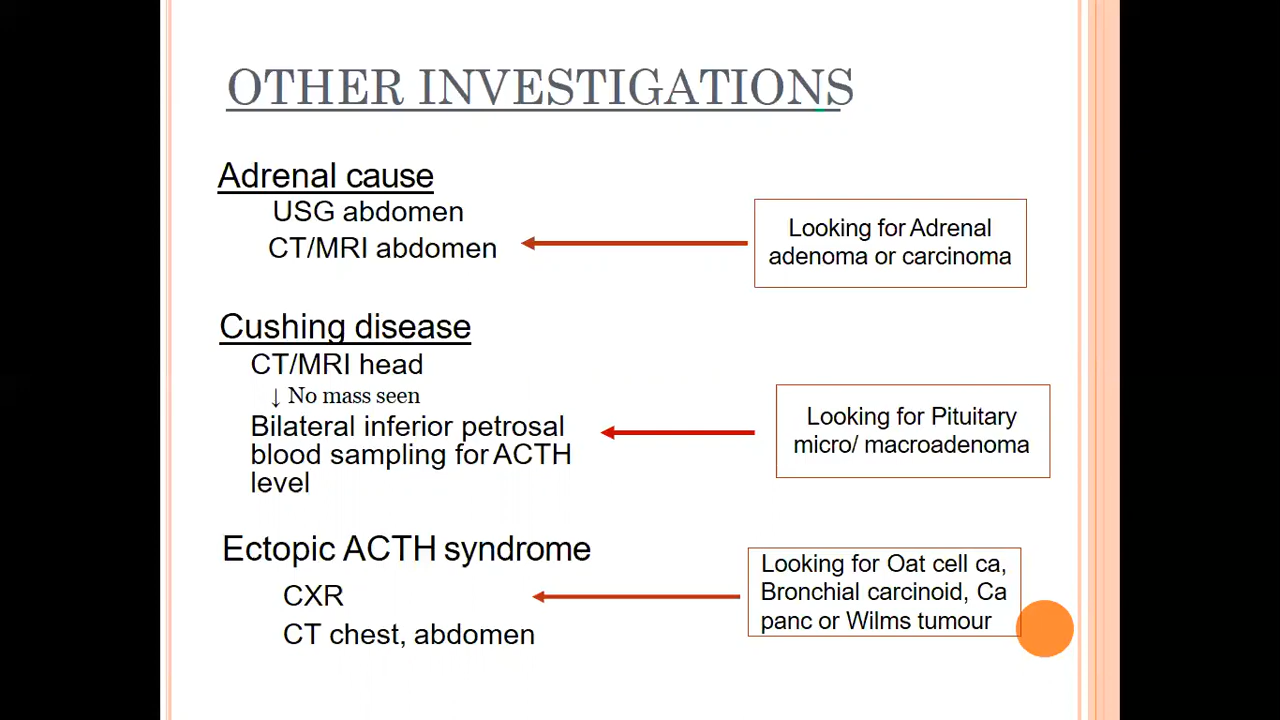 OTHER INVESTIGATIONS
Adrenal cause
USG abdomen
CT/MRI abdomen
Looking for Adrenal
adenoma or carcinoma
Cushing disease
CT/MRI head
↓ No mass seen
Bilateral inferior petrosal
blood sampling for ACTH
level
Looking for Pituitary
micro/ macroadenoma
Ectopic ACTH syndrome
CXR
CT chest, abdomen
Looking for Oat cell ca,
Bronchial carcinoid, Ca
panc or Wilms tumour